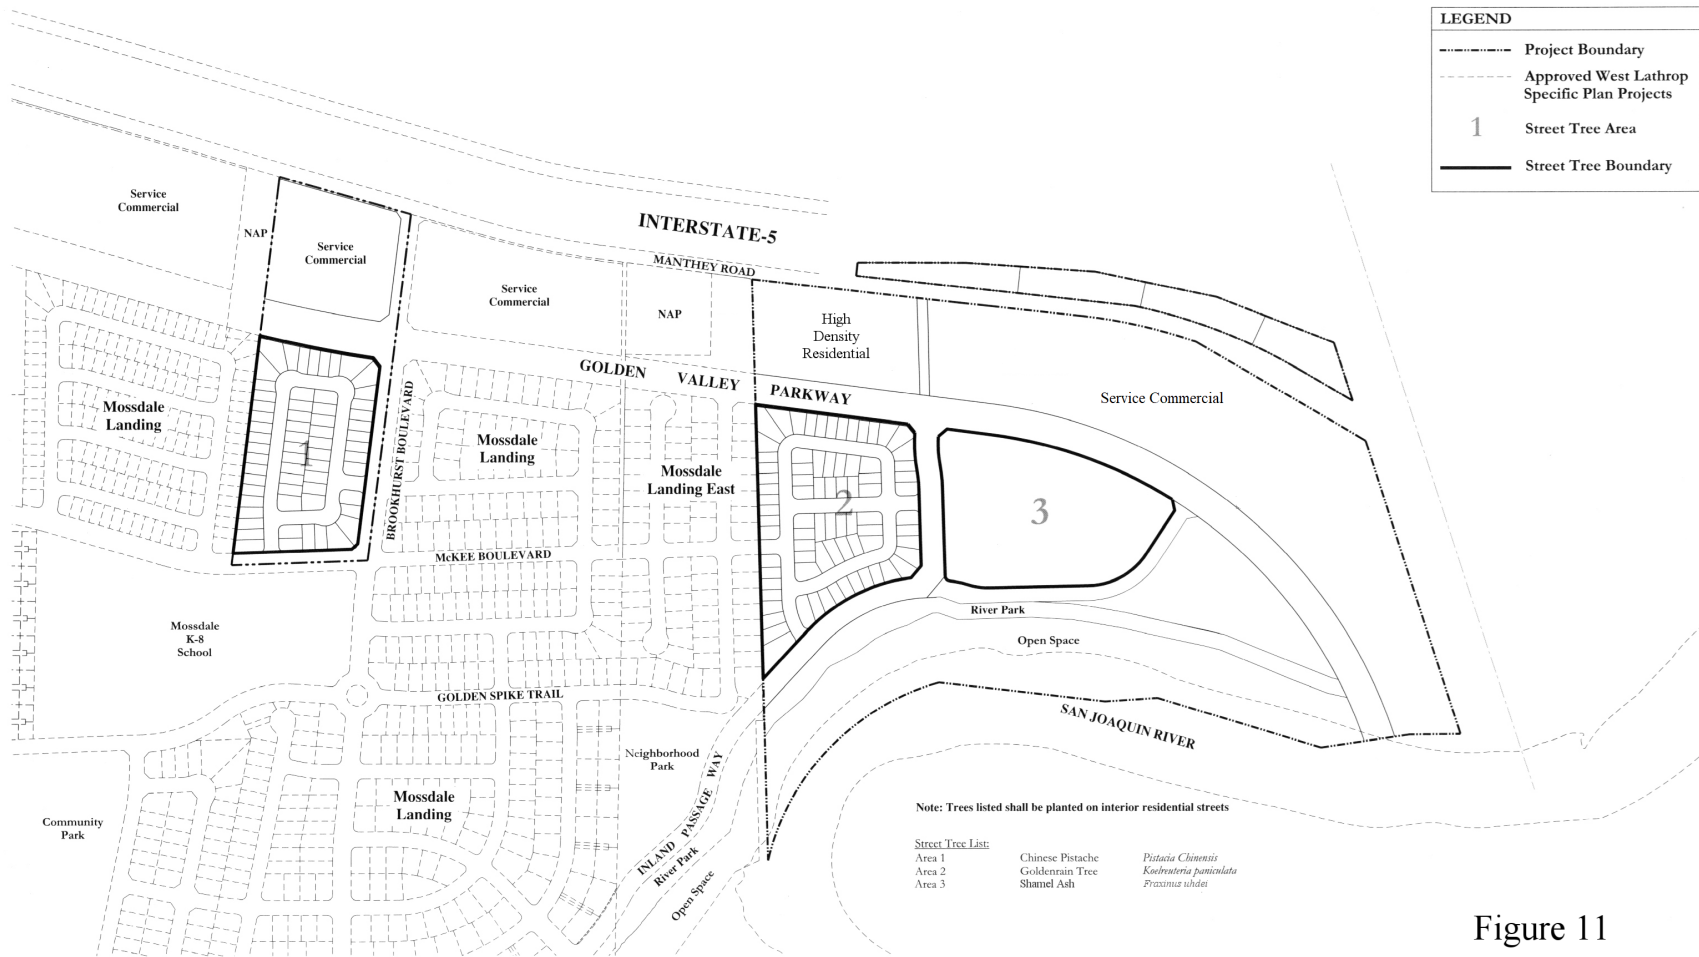 LEGEND
Project Boundary
Approved West Lathrop
Specific Plan Projects
1 Street Tree Area
Street Tree Boundary
Service
Commercial
NAP
Service
Commercial
INTERSTATE-5
MANTHEY ROAD
Service
Commercial
NAP
High
Density
Residential
GOLDEN VALLEY PARKWAY
Service Commercial
Mossdale
Landing
1
BROOKHURST BOULEVARD
Mossdale
Landing
Mossdale
Landing East
2
3
McKEE BOULEVARD
River Park
Open Space
Mossdale
K-8
School
GOLDEN SPIKE TRAIL
SAN JOAQUIN RIVER
Neighborhood
Park
INLAND PASSAGE WAY
River Park
Open Space
Mossdale
Landing
Community
Park
Note: Trees listed shall be planted on interior residential streets
Street Tree List:
Area 1 Chinese Pistache Pistacia Chinensis
Area 2 Goldenrain Tree Koelreuteria paniculata
Area 3 Shamel Ash Fraxinus uhdei
Figure 11